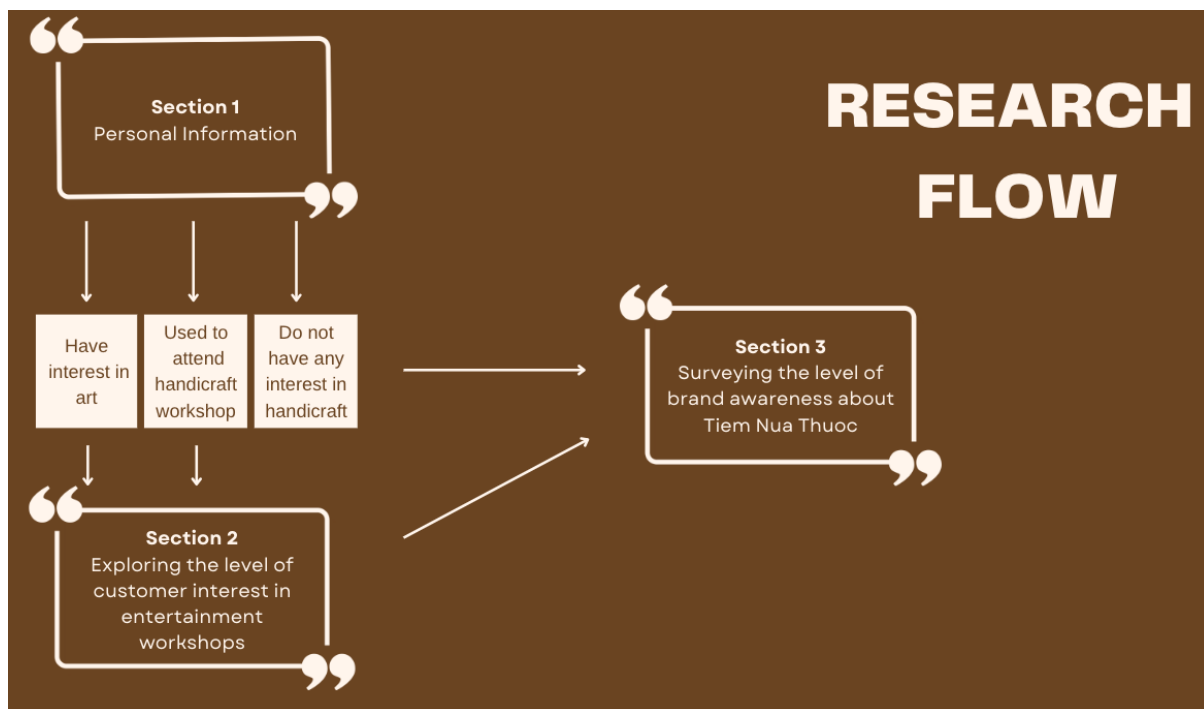 RESEARCH
FLOW
Section 1
Personal Information
Have
interest in
art
Used to
attend
handicraft
workshop
Do not
have any
interest in
handicraft
Section 2
Exploring the level of
customer interest in
entertainment
workshops
Section 3
Surveying the level of
brand awareness about
Tiem Nua Thuoc